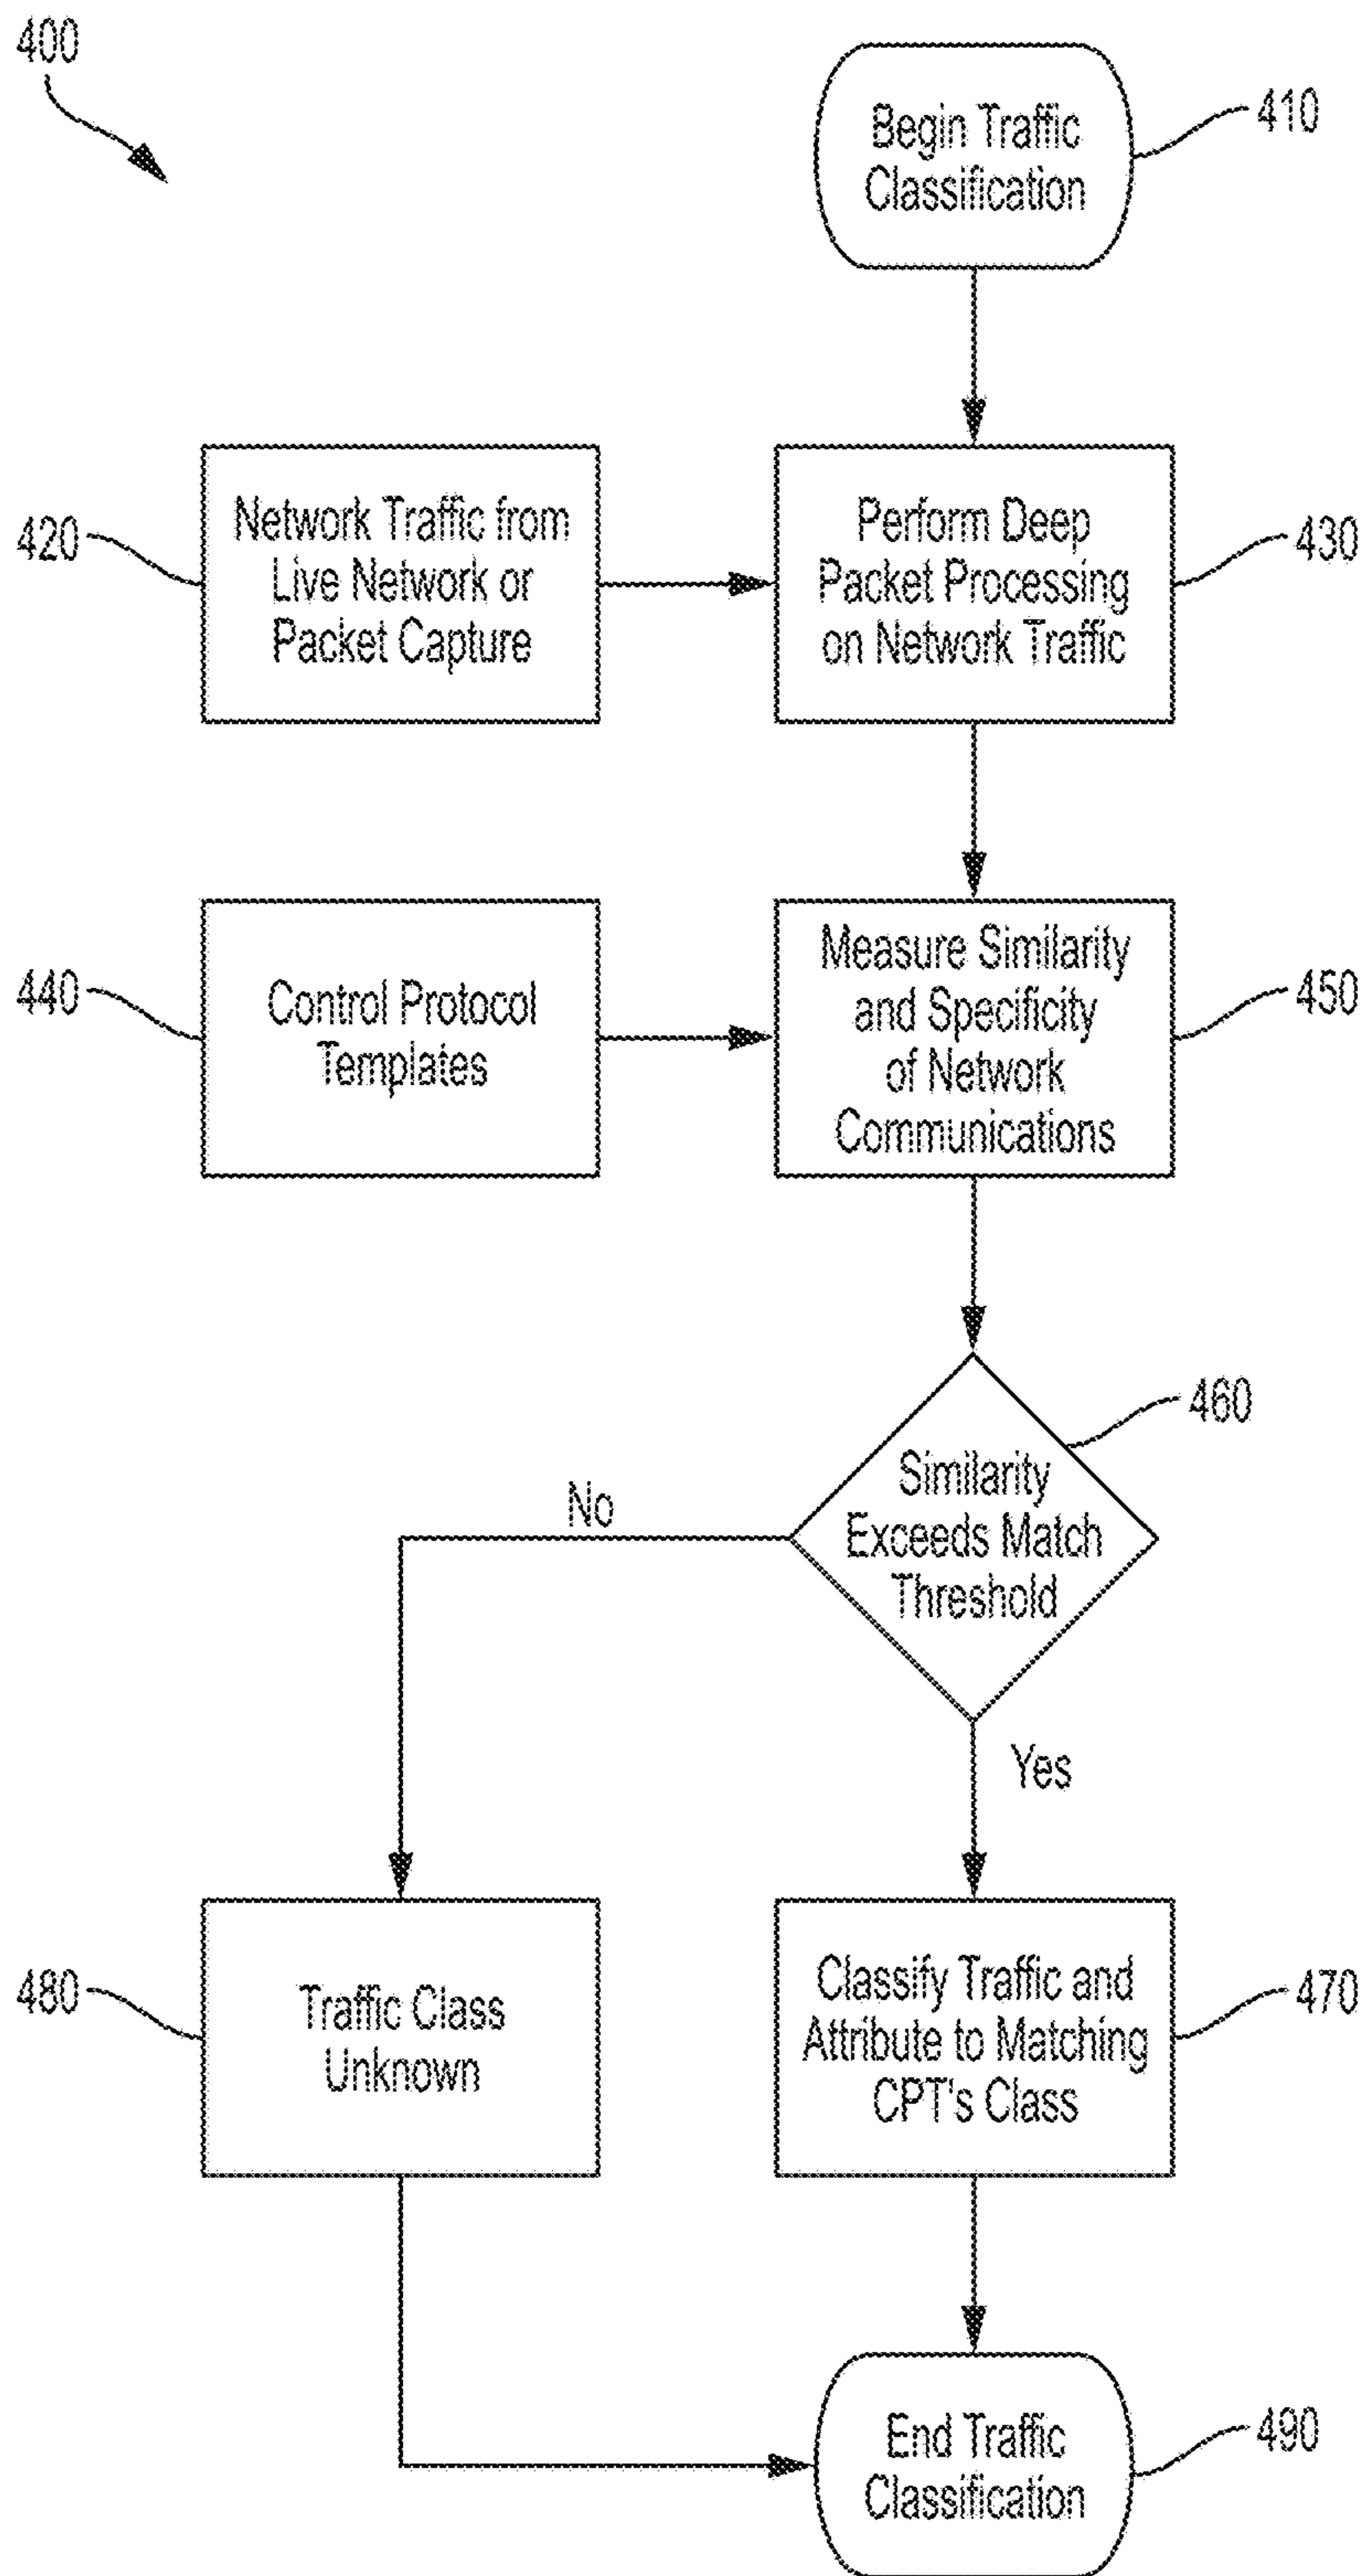 400
Begin Traffic
Classification
410
420
Network Traffic from
Live Network or
Packet Capture
Perform Deep
Packet Processing
on Network Traffic
430
440
Control Protocol
Templates
Measure Similarity
and Specificity
of Network
Communications
450
460
Similarity
Exceeds Match
Threshold
No
Yes
480
Traffic Class
Unknown
Classify Traffic and
Attribute to Matching
CPT's Class
470
End Traffic
Classification
490